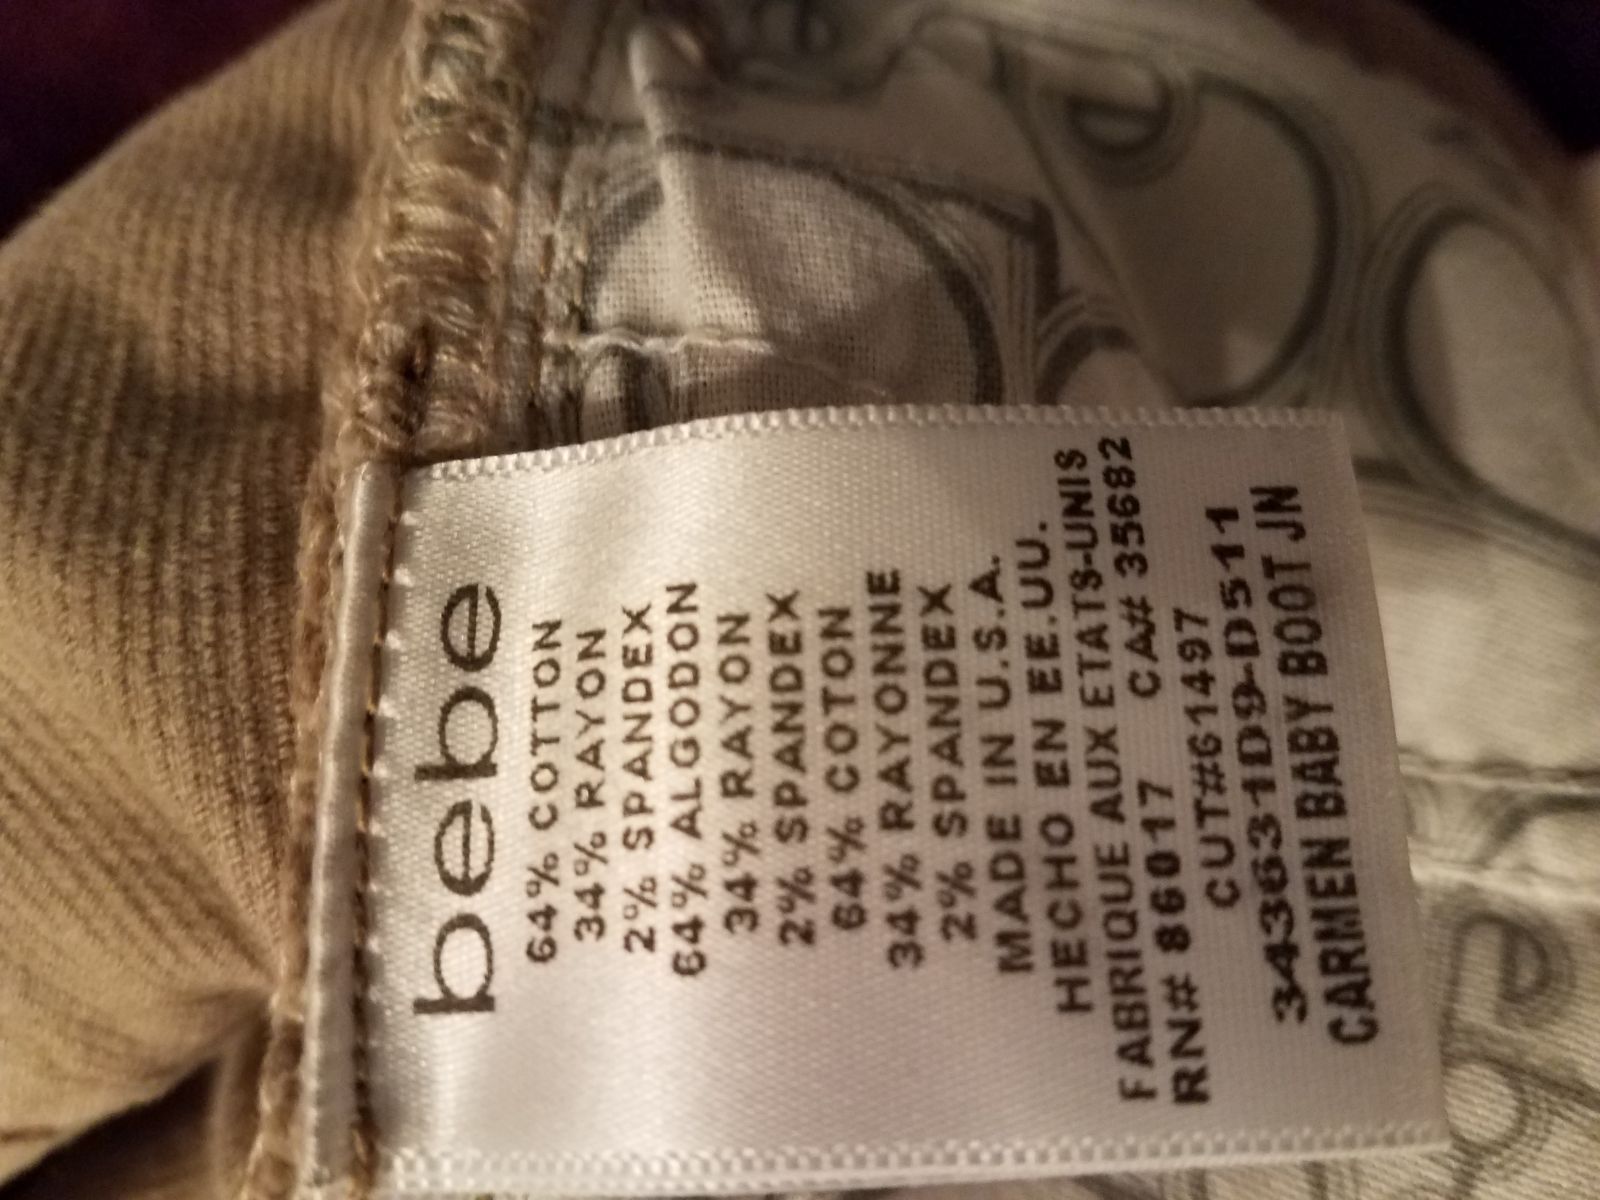 bebe
64% COTTON
34% RAYON
2% SPANDEX
64% ALGODON
34% RAYON
2% SPANDEX
64% COTON
34% RAYONNE
2% SPANDEX
MADE IN U.S.A.
HECHO EN EE.UU.
FABRIQUE AUX ETATS-UNIS
RN# 86017 CA# 35682
CUT#61497
343631D9-D511
CARMEN BABY BOOT JN